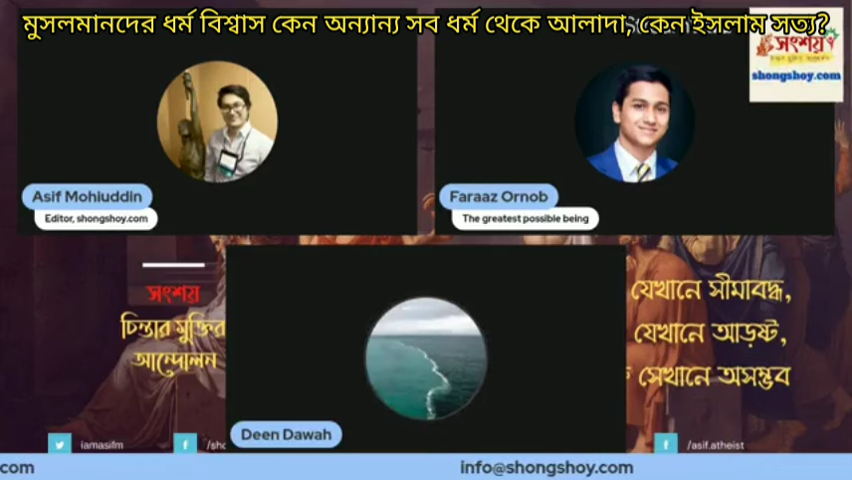 মুসলমানদের ধর্ম বিশ্বাস কেন অন্যান্য সব ধর্ম থেকে আলাদা, কেন ইসলাম সত্য?
সংশয়
shongshoy.com
Asif Mohiuddin
Editor, shongshoy.com
Faraaz Ornob
The greatest possible being
সংশয়
চিন্তার মুক্তির
আন্দোলন
যেখানে সীমাবদ্ধ,
যেখানে আড়ষ্ট,
সেখানে অসম্ভব
Deen Dawah
iamasifm
/sho
/asif.atheist
com
info@shongshoy.com